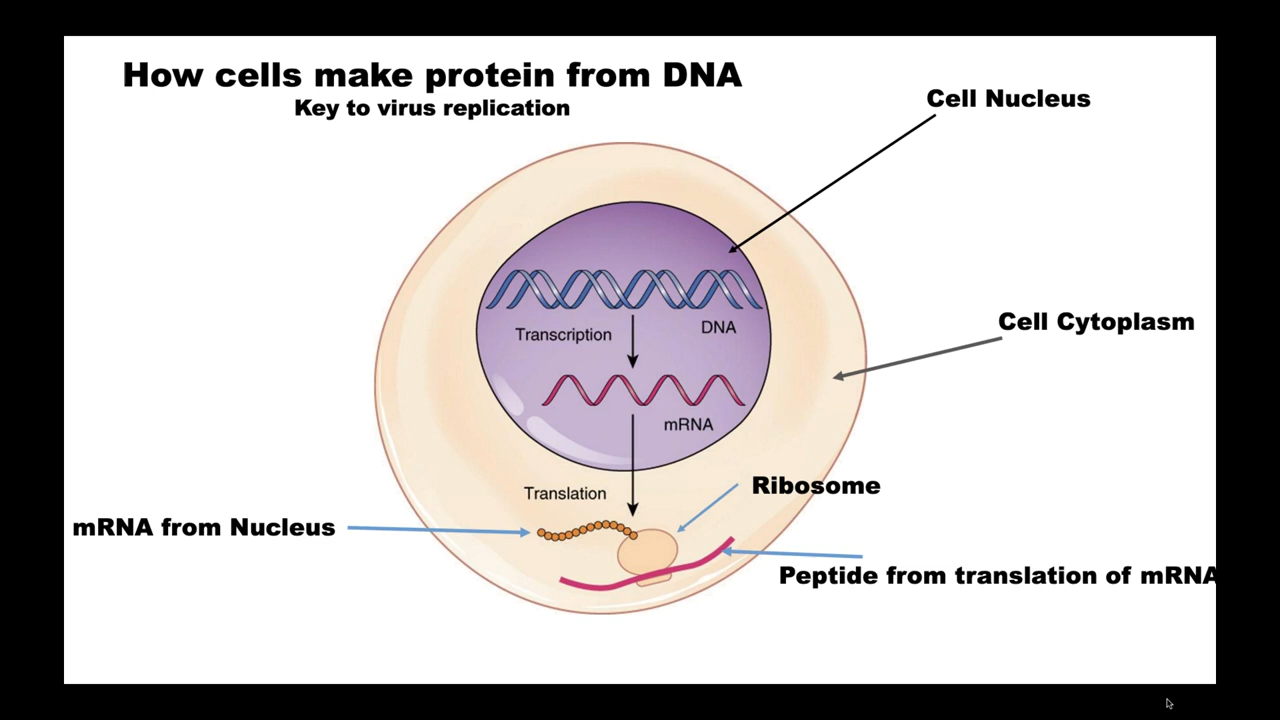 How cells make protein from DNA
Key to virus replication
Cell Nucleus
Cell Cytoplasm
Transcription
DNA
mRNA
Translation
Ribosome
mRNA from Nucleus
Peptide from translation of mRNA